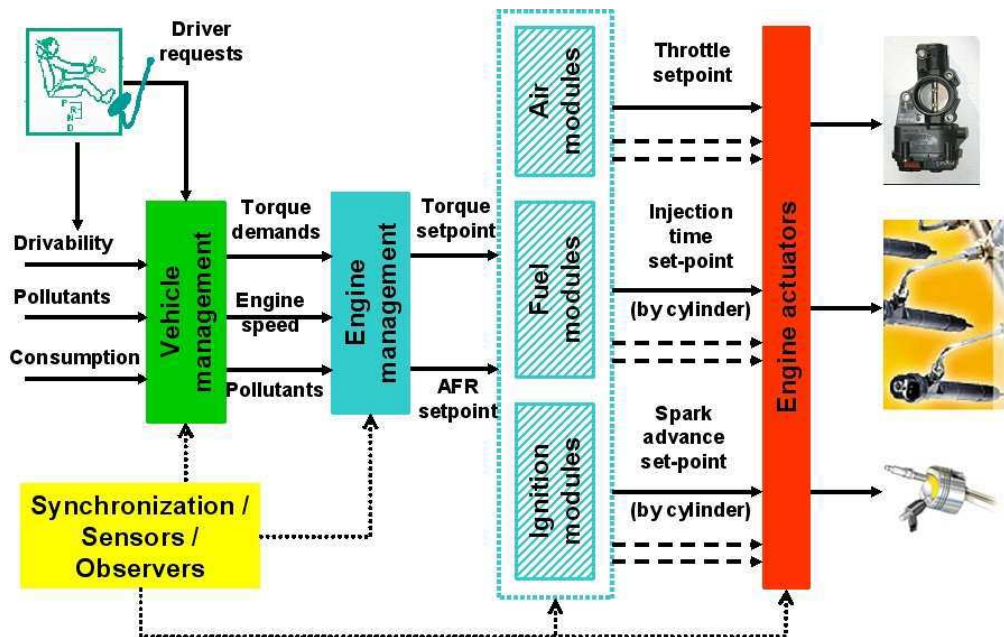 Driver
requests
P
R
N
D
Drivability
Pollutants
Consumption
Vehicle
management
Torque
demands
Engine
speed
Pollutants
Engine
management
Torque
setpoint
AFR
setpoint
Air
modules
Fuel
modules
Ignition
modules
Throttle
setpoint
Injection
time
set-point
(by cylinder)
Spark
advance
set-point
(by cylinder)
Engine actuators
Synchronization /
Sensors /
Observers